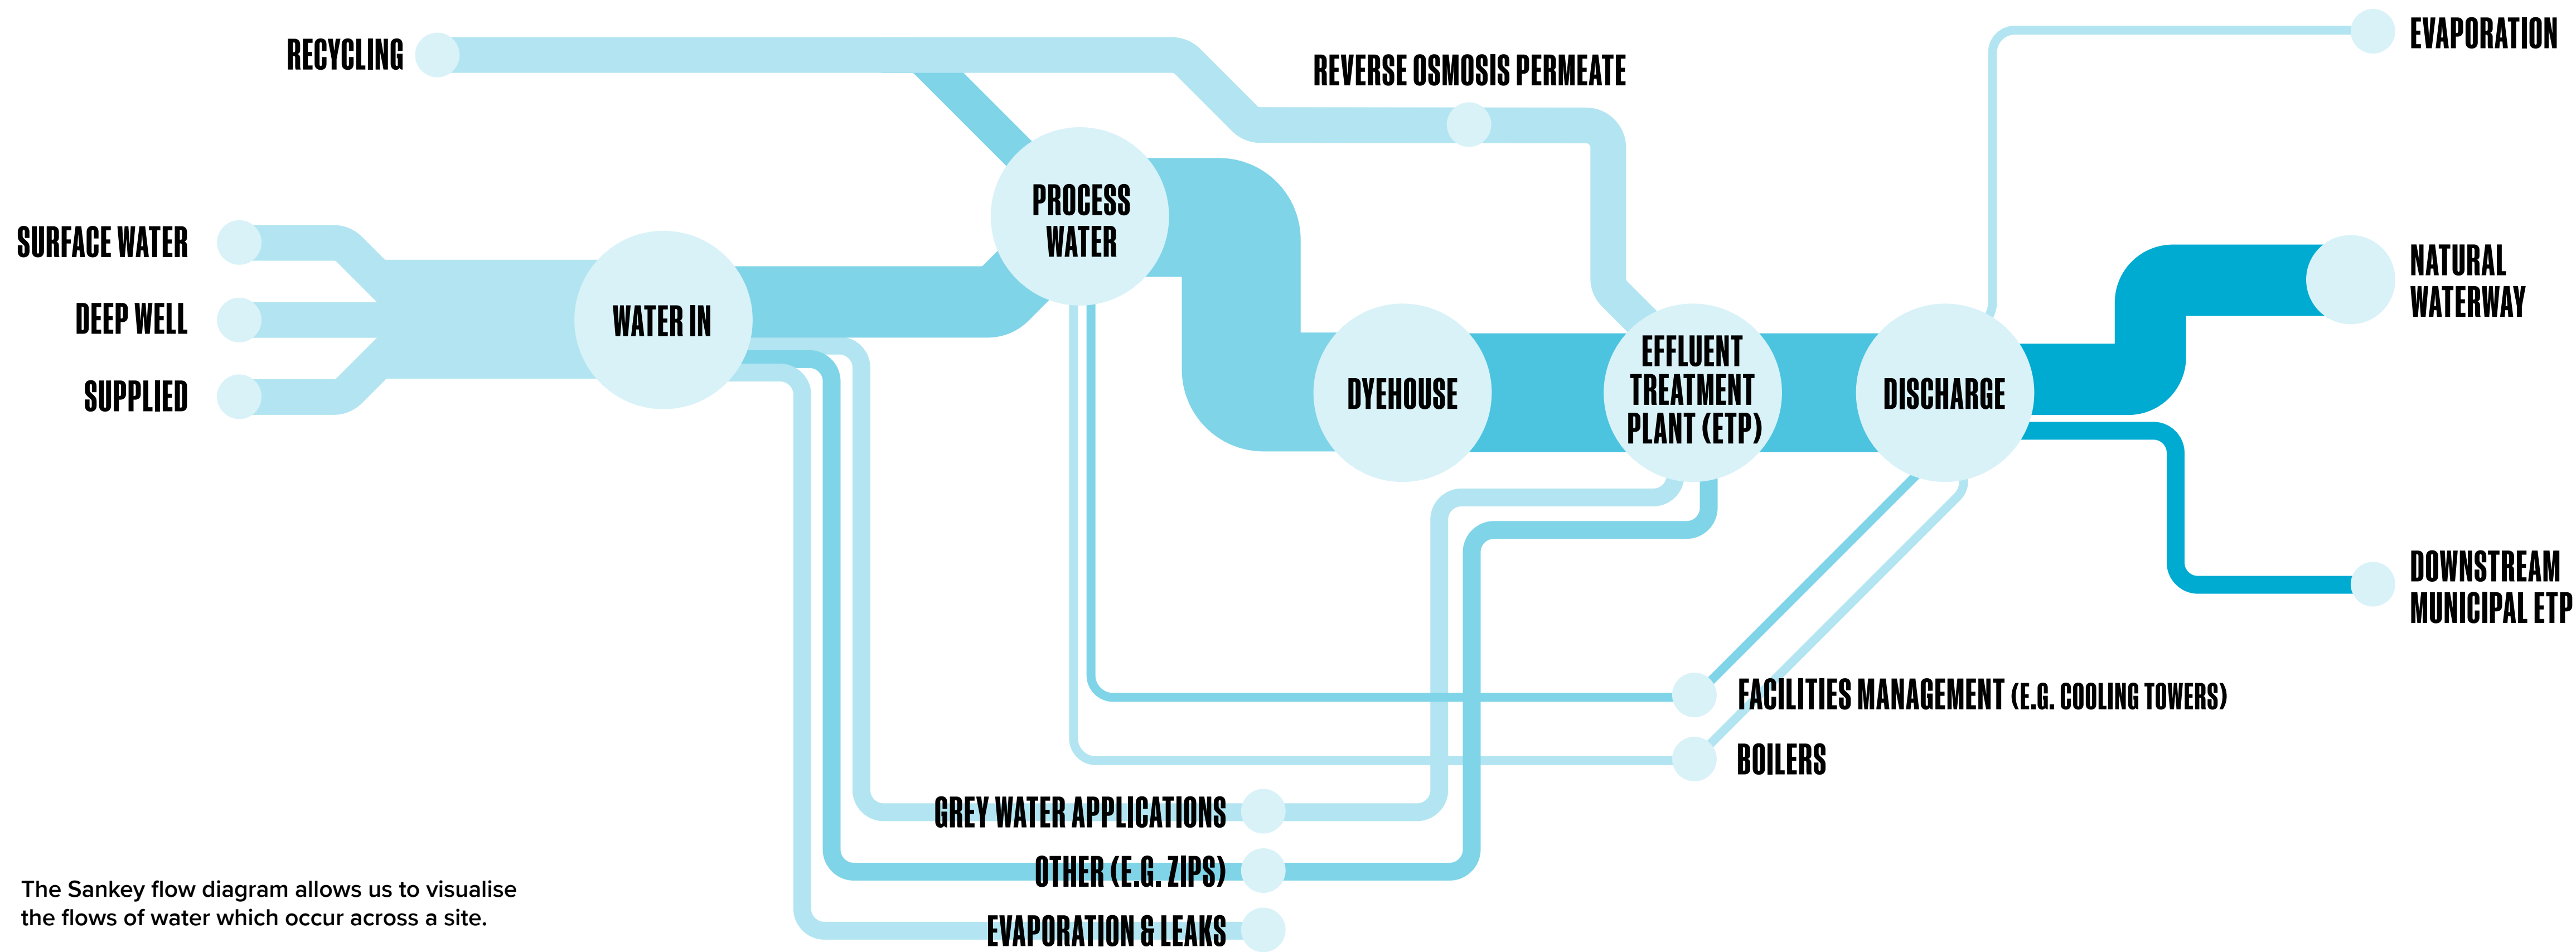 RECYCLING
REVERSE OSMOSIS PERMEATE
EVAPORATION
SURFACE WATER
DEEP WELL
SUPPLIED
WATER IN
PROCESS
WATER
DYEHOUSE
EFFLUENT
TREATMENT
PLANT (ETP)
DISCHARGE
NATURAL
WATERWAY
DOWNSTREAM
MUNICIPAL ETP
FACILITIES MANAGEMENT (E.G. COOLING TOWERS)
BOILERS
GREY WATER APPLICATIONS
OTHER (E.G. ZIPS)
EVAPORATION & LEAKS
The Sankey flow diagram allows us to visualise
the flows of water which occur across a site.